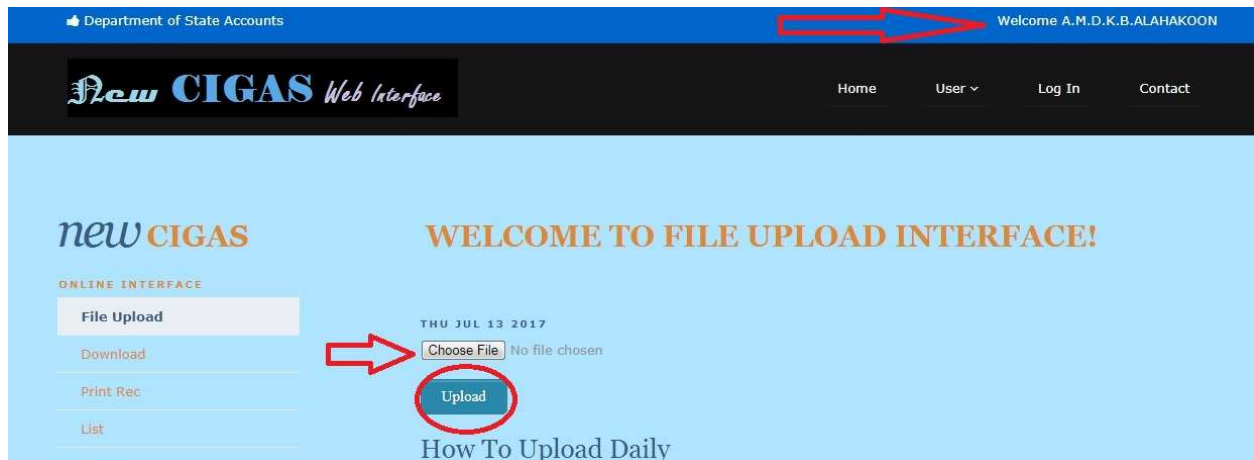 Department of State Accounts
Welcome A.M.D.K.B.ALAHAKOON
New CIGAS Web Interface
Home User Log In Contact
new CIGAS
WELCOME TO FILE UPLOAD INTERFACE!
ONLINE INTERFACE
File Upload
Download
Print Rec
List
THU JUL 13 2017
Choose File No file chosen
Upload
How To Upload Daily